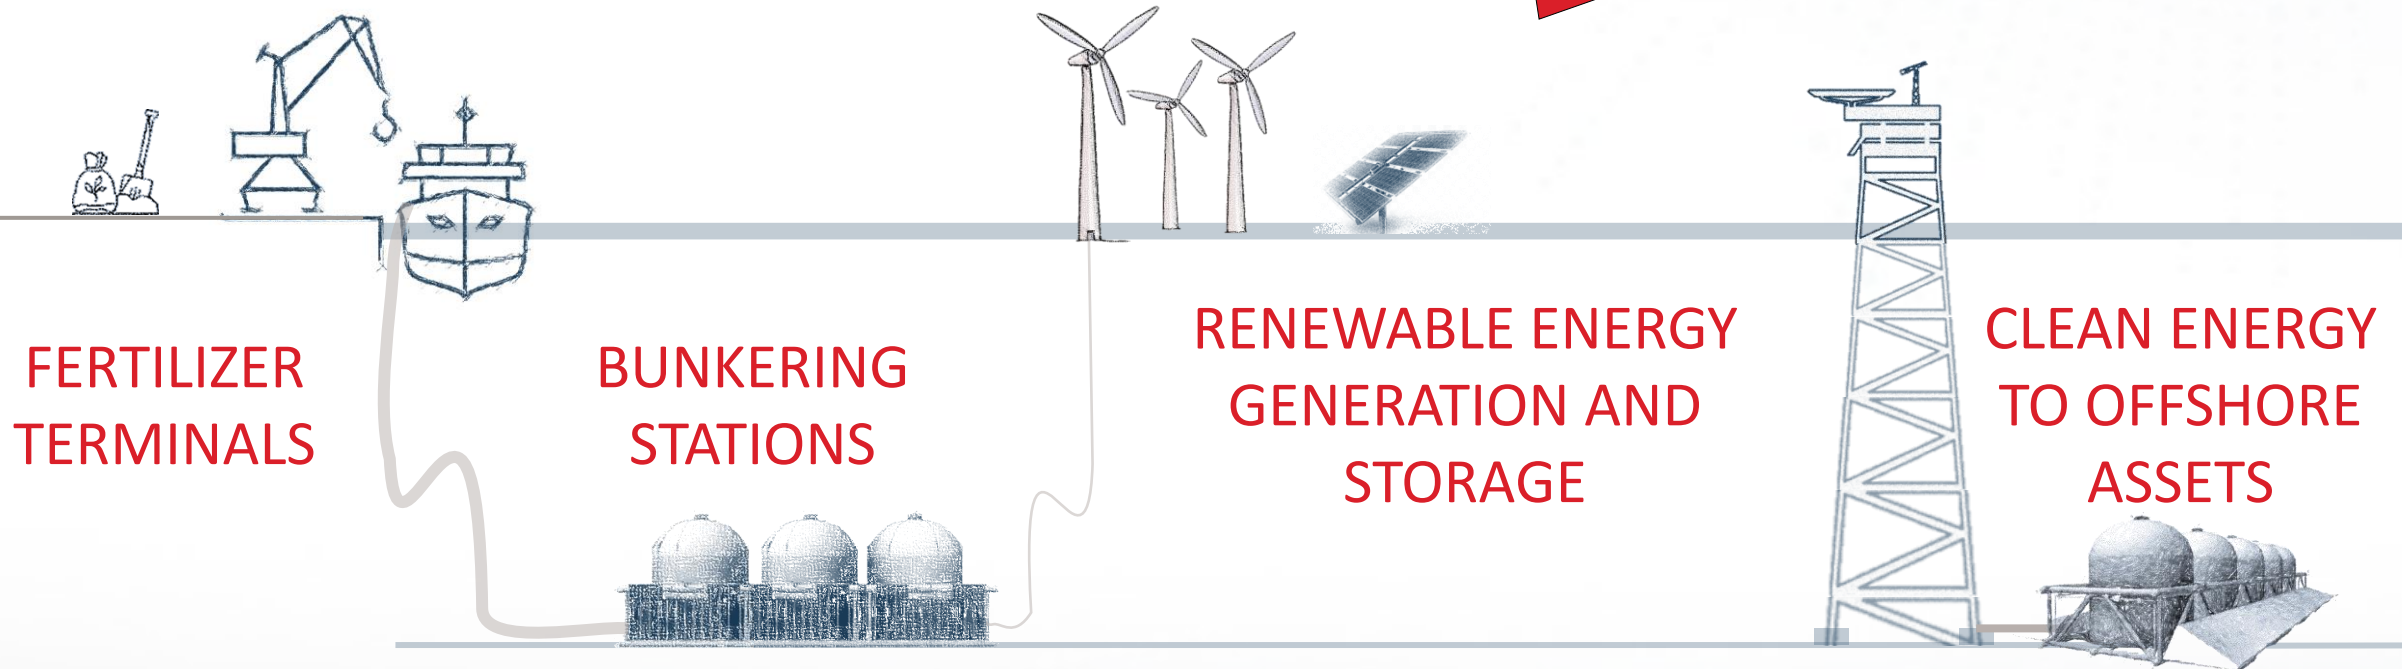 FERTILIZER
TERMINALS
BUNKERING
STATIONS
RENEWABLE ENERGY
GENERATION AND
STORAGE
CLEAN ENERGY
TO OFFSHORE
ASSETS